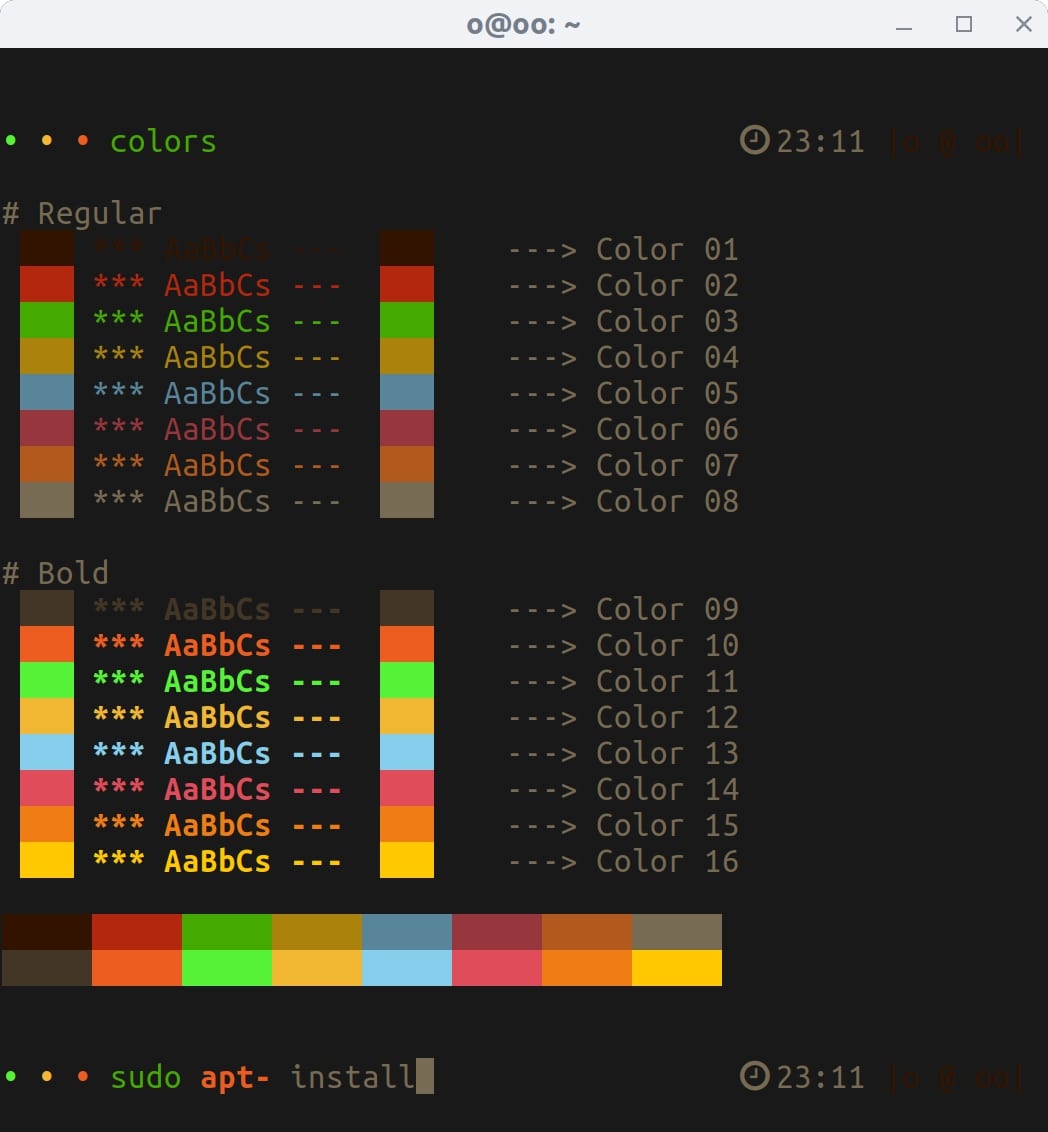 o@oo: ~
• • • colors 23:11 |o @ oo|
# Regular
*** AaBbCs --- ---> Color 01
*** AaBbCs --- ---> Color 02
*** AaBbCs --- ---> Color 03
*** AaBbCs --- ---> Color 04
*** AaBbCs --- ---> Color 05
*** AaBbCs --- ---> Color 06
*** AaBbCs --- ---> Color 07
*** AaBbCs --- ---> Color 08
# Bold
*** AaBbCs --- ---> Color 09
*** AaBbCs --- ---> Color 10
*** AaBbCs --- ---> Color 11
*** AaBbCs --- ---> Color 12
*** AaBbCs --- ---> Color 13
*** AaBbCs --- ---> Color 14
*** AaBbCs --- ---> Color 15
*** AaBbCs --- ---> Color 16
• • • sudo apt- install 23:11 |o @ oo|